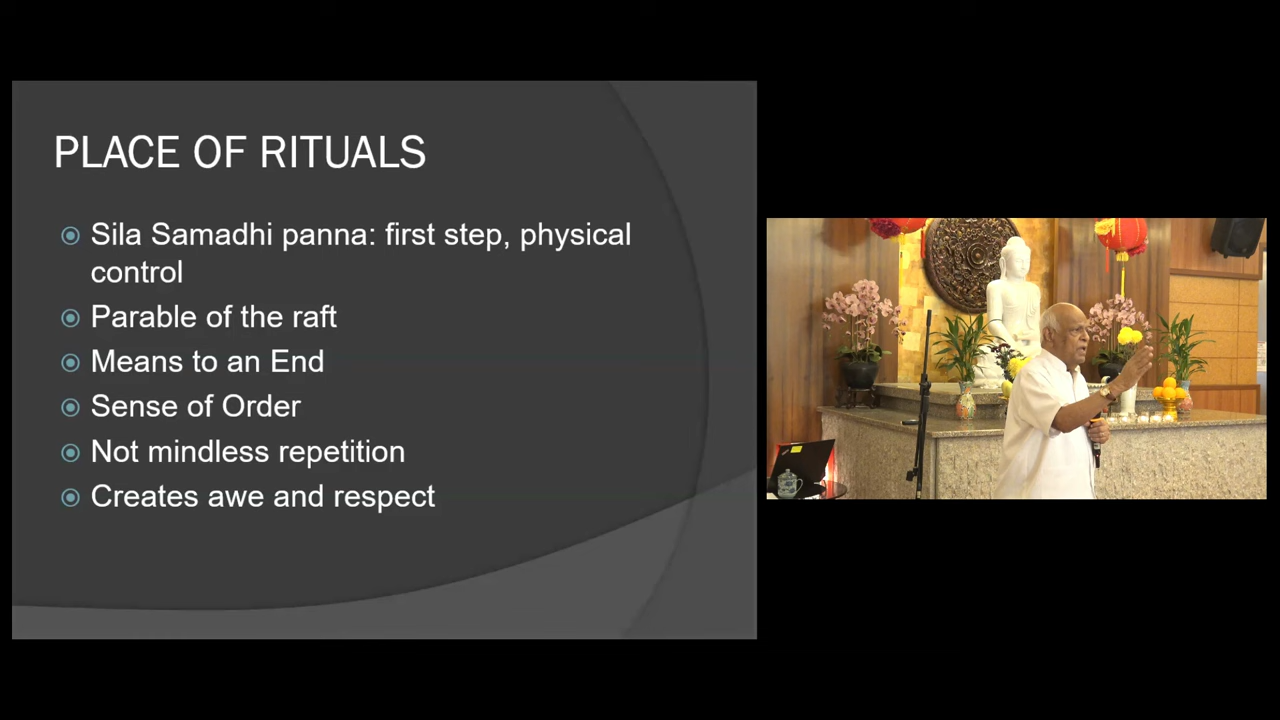 PLACE OF RITUALS
Sila Samadhi panna: first step, physical
control
Parable of the raft
Means to an End
Sense of Order
Not mindless repetition
Creates awe and respect